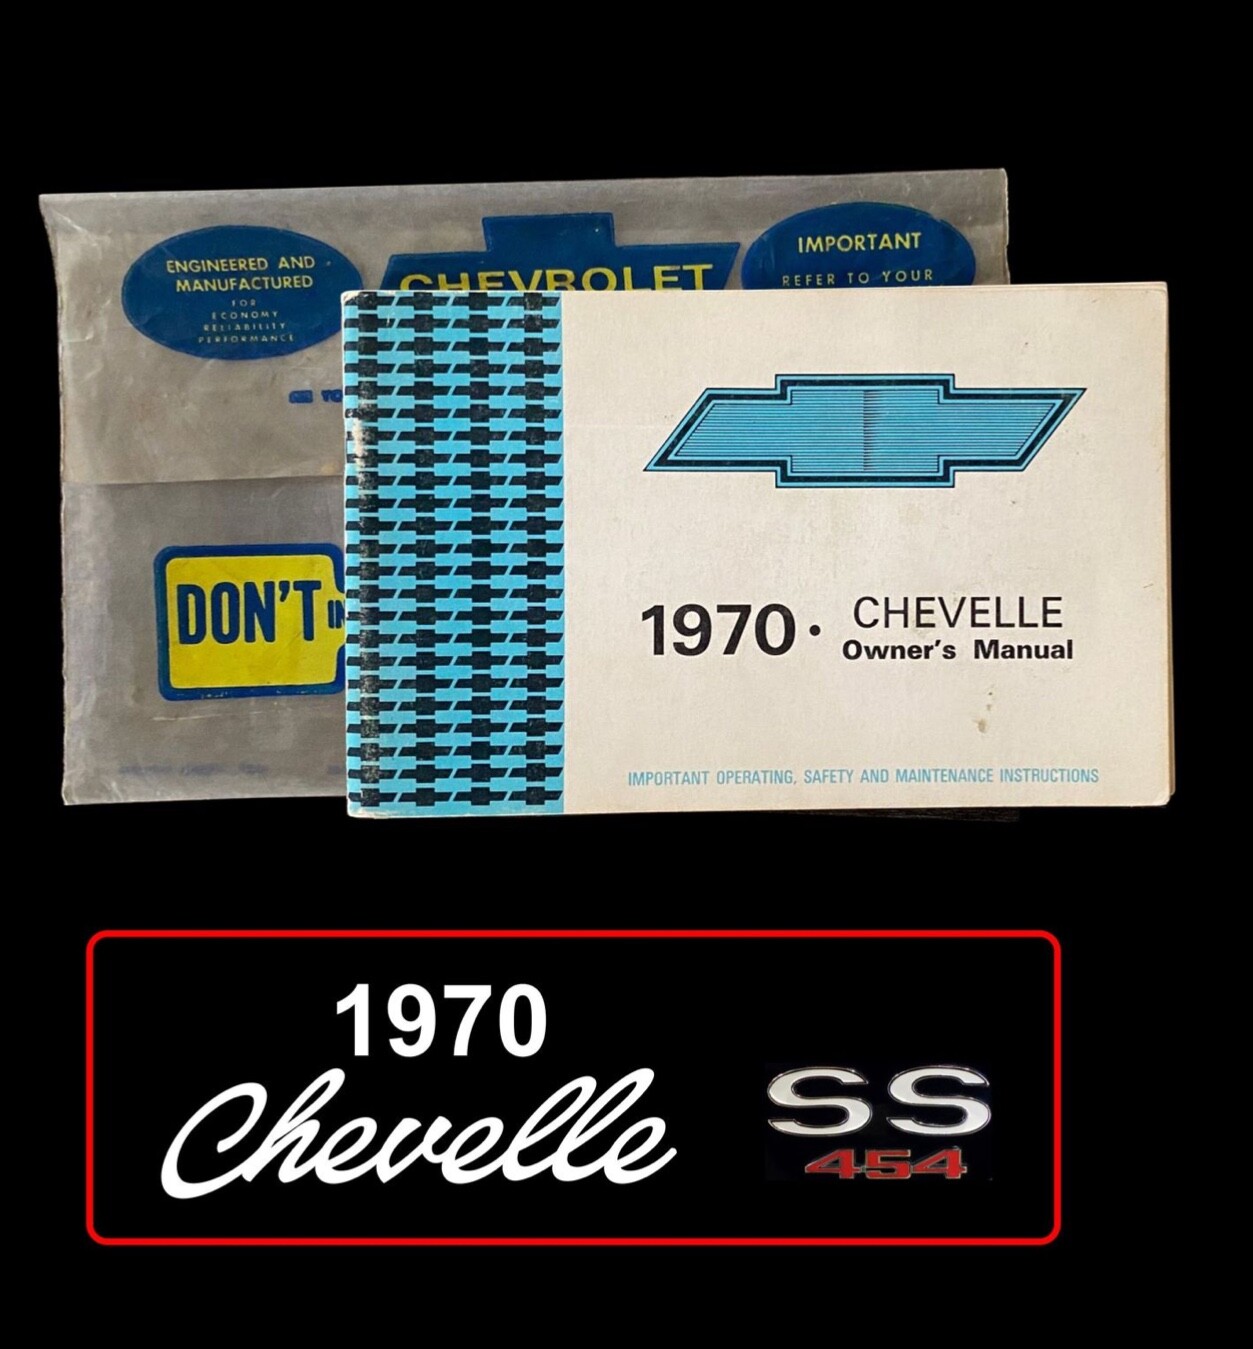 ENGINEERED AND
MANUFACTURED
FOR
ECONOMY
RELIABILITY
PERFORMANCE
CHEVROLET
IMPORTANT
REFER TO YOUR
DON'T
1970 • CHEVELLE
Owner's Manual
IMPORTANT OPERATING, SAFETY AND MAINTENANCE INSTRUCTIONS
1970
Chevelle
SS
454